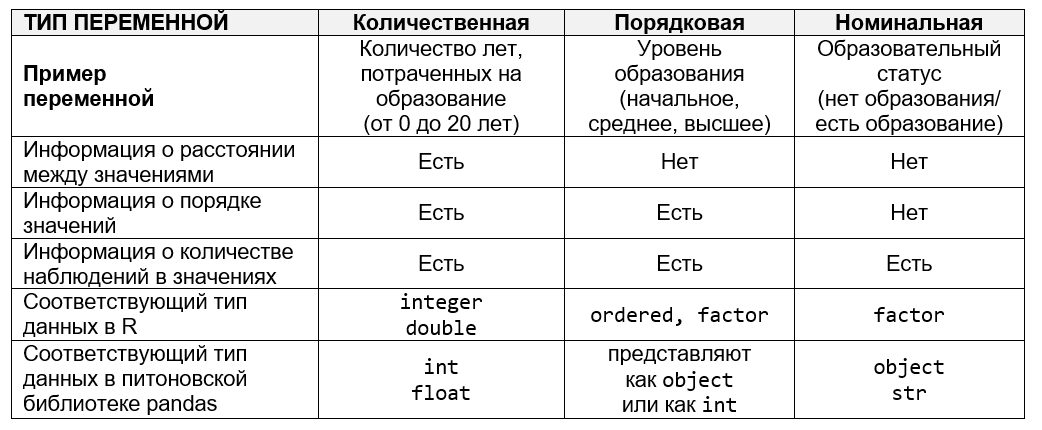 ТИП ПЕРЕМЕННОЙ
Количественная
Порядковая
Номинальная
Пример
переменной
Количество лет,
потраченных на
образование
(от 0 до 20 лет)
Уровень
образования
(начальное,
среднее, высшее)
Образовательный
статус
(нет образования/
есть образование)
Информация о расстоянии
между значениями
Есть
Нет
Нет
Информация о порядке
значений
Есть
Есть
Нет
Информация о количестве
наблюдений в значениях
Есть
Есть
Есть
Соответствующий тип
данных в R
integer
double
ordered, factor
factor
Соответствующий тип
данных в питоновской
библиотеке pandas
int
float
представляют
как object
или как int
object
str